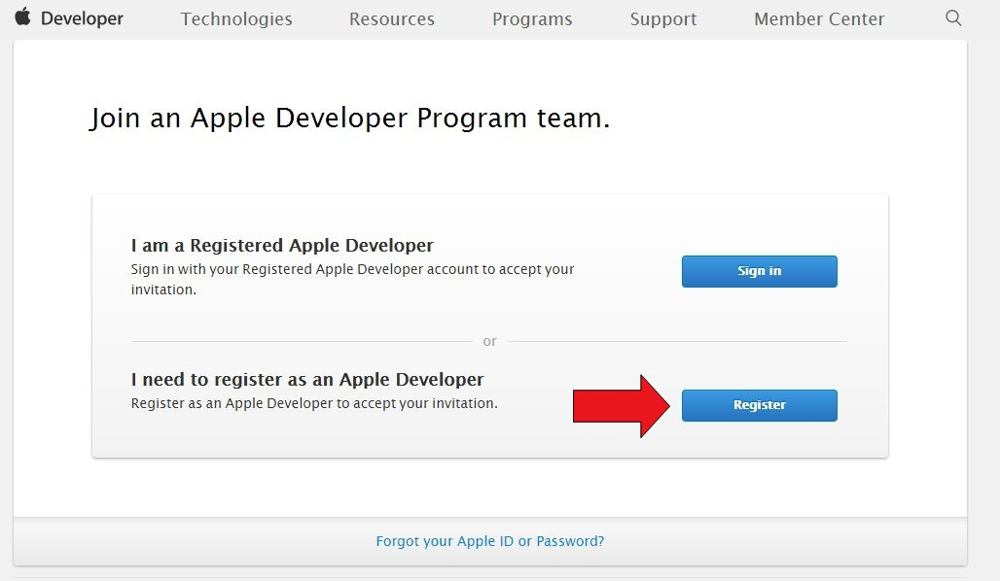 Developer Technologies Resources Programs Support Member Center
Join an Apple Developer Program team.
I am a Registered Apple Developer
Sign in with your Registered Apple Developer account to accept your
invitation.
Sign in
or
I need to register as an Apple Developer
Register as an Apple Developer to accept your invitation.
Register
Forgot your Apple ID or Password?